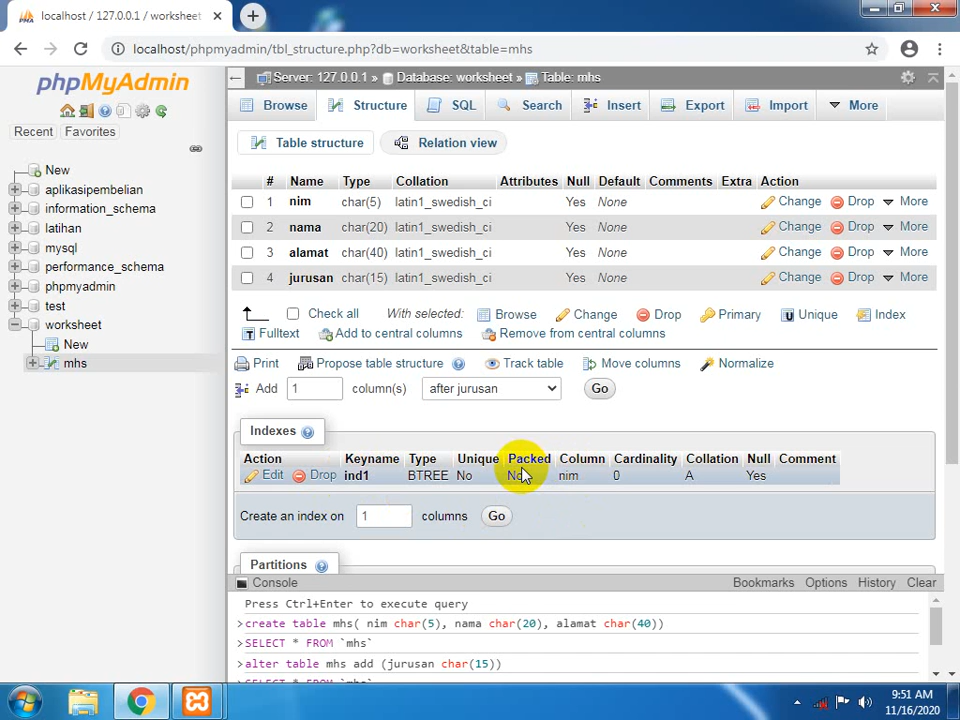 localhost / 127.0.0.1 / worksheet
localhost/phpmyadmin/tbl_structure.php?db=worksheet&table=mhs
phpMyAdmin
Recent Favorites
New
aplikasipembelian
information_schema
latihan
mysql
performance_schema
phpmyadmin
test
worksheet
New
mhs
Server: 127.0.0.1 » Database: worksheet » Table: mhs
Browse Structure SQL Search Insert Export Import More
Table structure Relation view
# Name Type Collation Attributes Null Default Comments Extra Action
1 nim char(5) latin1_swedish_ci Yes None Change Drop More
2 nama char(20) latin1_swedish_ci Yes None Change Drop More
3 alamat char(40) latin1_swedish_ci Yes None Change Drop More
4 jurusan char(15) latin1_swedish_ci Yes None Change Drop More
Check all With selected: Browse Change Drop Primary Unique Index
Fulltext Add to central columns Remove from central columns
Print Propose table structure Track table Move columns Normalize
Add 1 column(s) after jurusan Go
Indexes
Action Keyname Type Unique Packed Column Cardinality Collation Null Comment
Edit Drop ind1 BTREE No No nim 0 A Yes
Create an index on 1 columns Go
Partitions
Console Bookmarks Options History Clear
Press Ctrl+Enter to execute query
>create table mhs( nim char(5), nama char(20), alamat char(40))
>SELECT * FROM `mhs`
>alter table mhs add (jurusan char(15))
>SELECT * FROM `mhs`
9:51 AM
11/16/2020